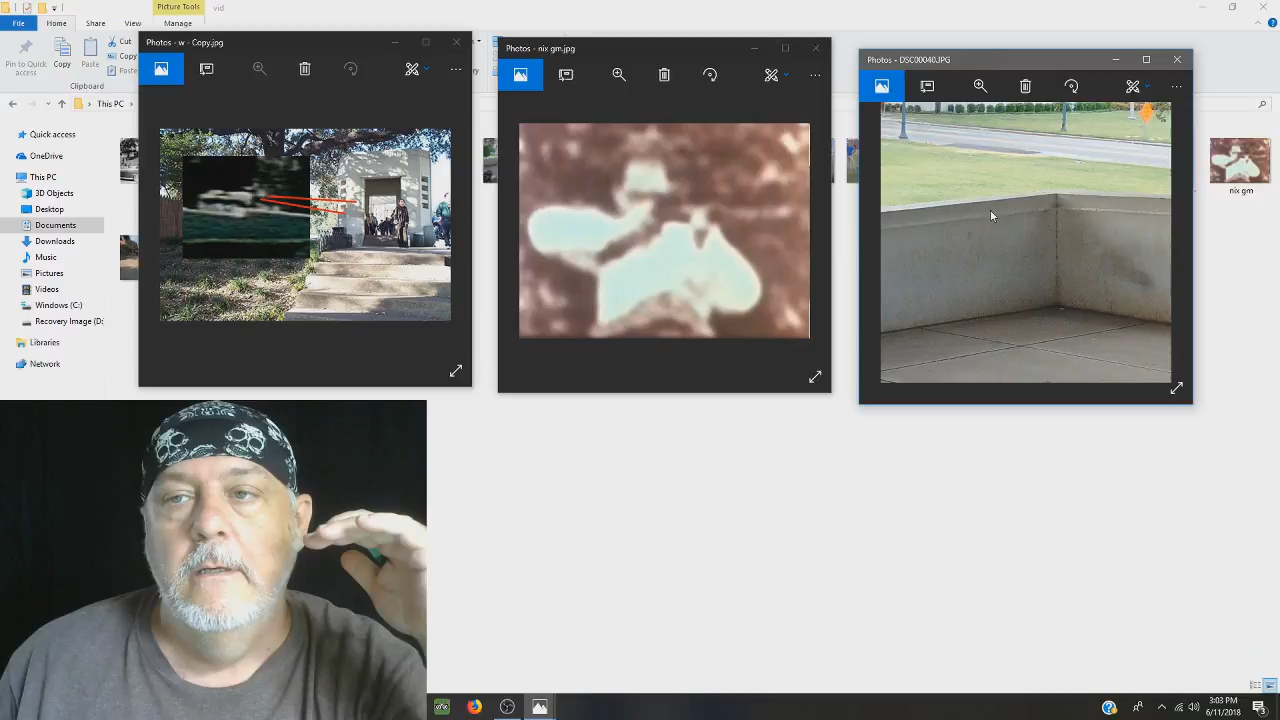 Picture Tools
vid
File
Home
Share
View
Manage
Pin to Quick access
Copy
Paste
Cut
Clipboard
This PC
Photos - w - Copy.jpg
Photos - nix gm.jpg
Photos - DSC00040.JPG
Quick access
OneDrive
This PC
3D Objects
Desktop
Documents
Downloads
Music
Pictures
Videos
Windows (C:)
Recovery Image (D:
Libraries
Network
nix gm
3:03 PM
6/11/2018